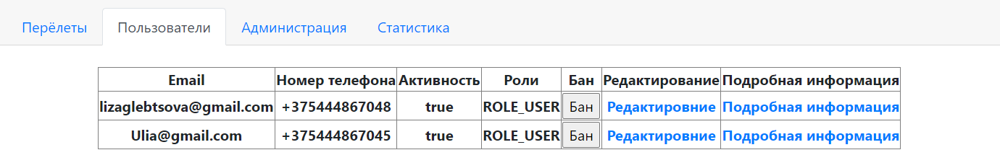 Перелёты Пользователи Администрация Статистика
Email Номер телефона Активность Роли Бан Редактирование Подробная информация
lizaglebtsova@gmail.com +375444867048 true ROLE_USER Бан Редактировние Подробная информация
Ulia@gmail.com +375444867045 true ROLE_USER Бан Редактировние Подробная информация